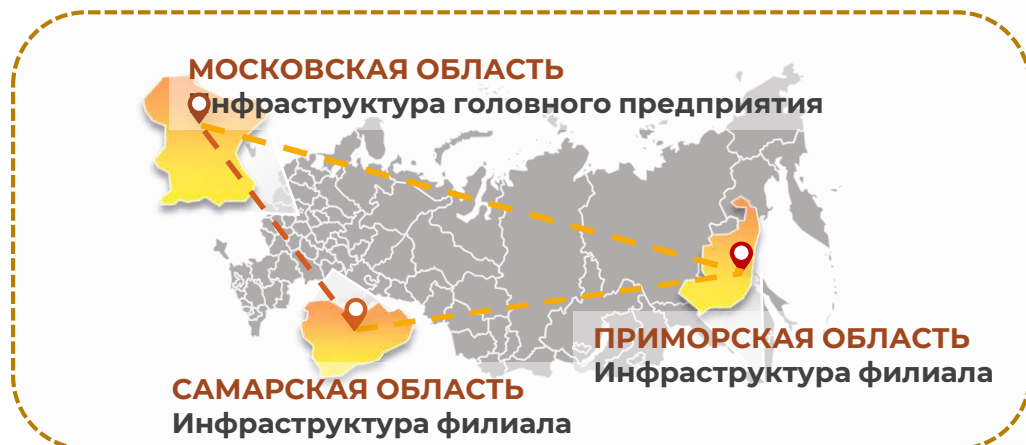 МОСКОВСКАЯ ОБЛАСТЬ
Инфраструктура головного предприятия
ПРИМОРСКАЯ ОБЛАСТЬ
Инфраструктура филиала
САМАРСКАЯ ОБЛАСТЬ
Инфраструктура филиала